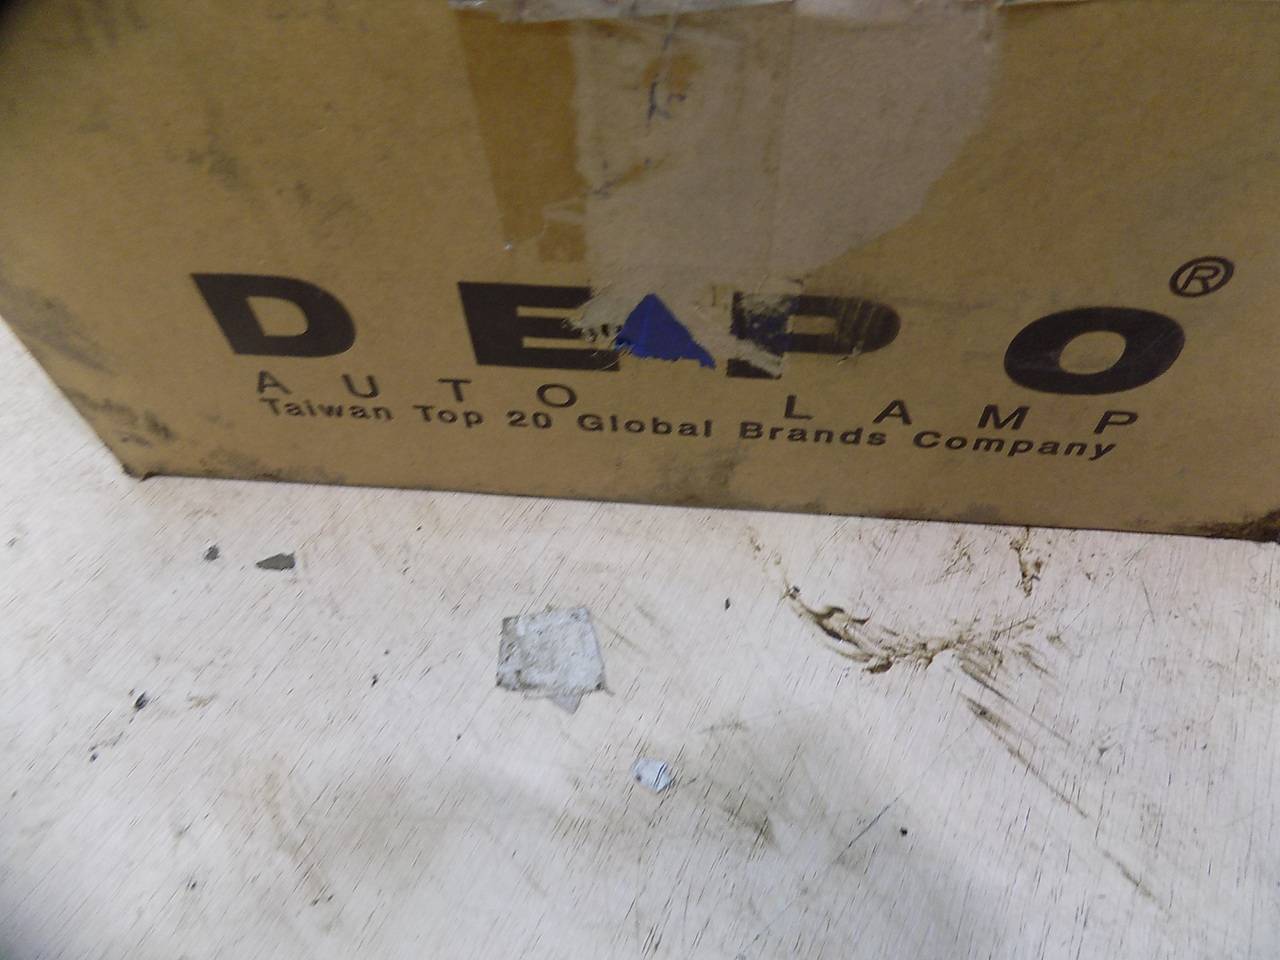 DEPO®
AUTO LAMP
Taiwan Top 20 Global Brands Company